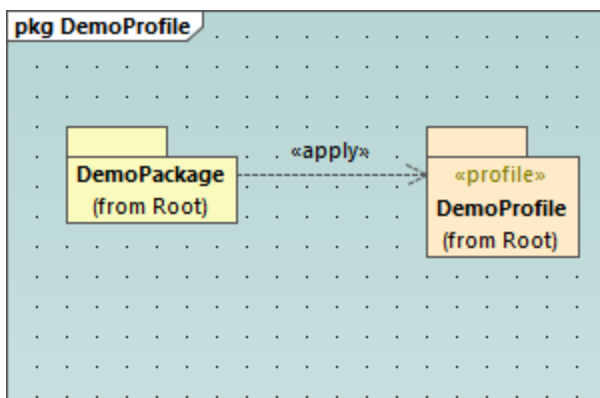 pkg DemoProfile
«apply»
DemoPackage
(from Root)
«profile»
DemoProfile
(from Root)